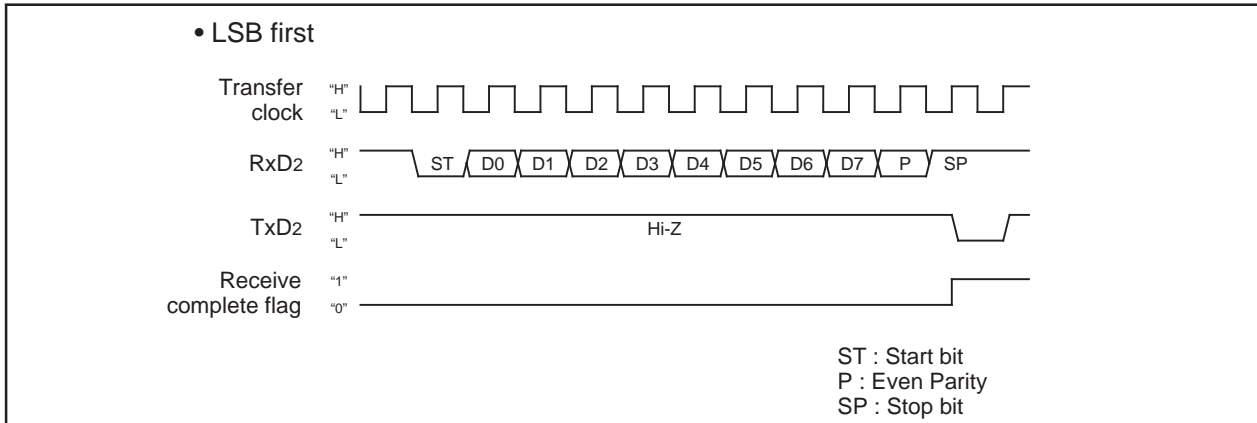 • LSB first
Transfer clock
“H”
“L”
RxD2
“H”
“L”
ST D0 D1 D2 D3 D4 D5 D6 D7 P SP
TxD2
“H”
“L”
Hi-Z
Receive complete flag
“1”
“0”
ST : Start bit
P : Even Parity
SP : Stop bit